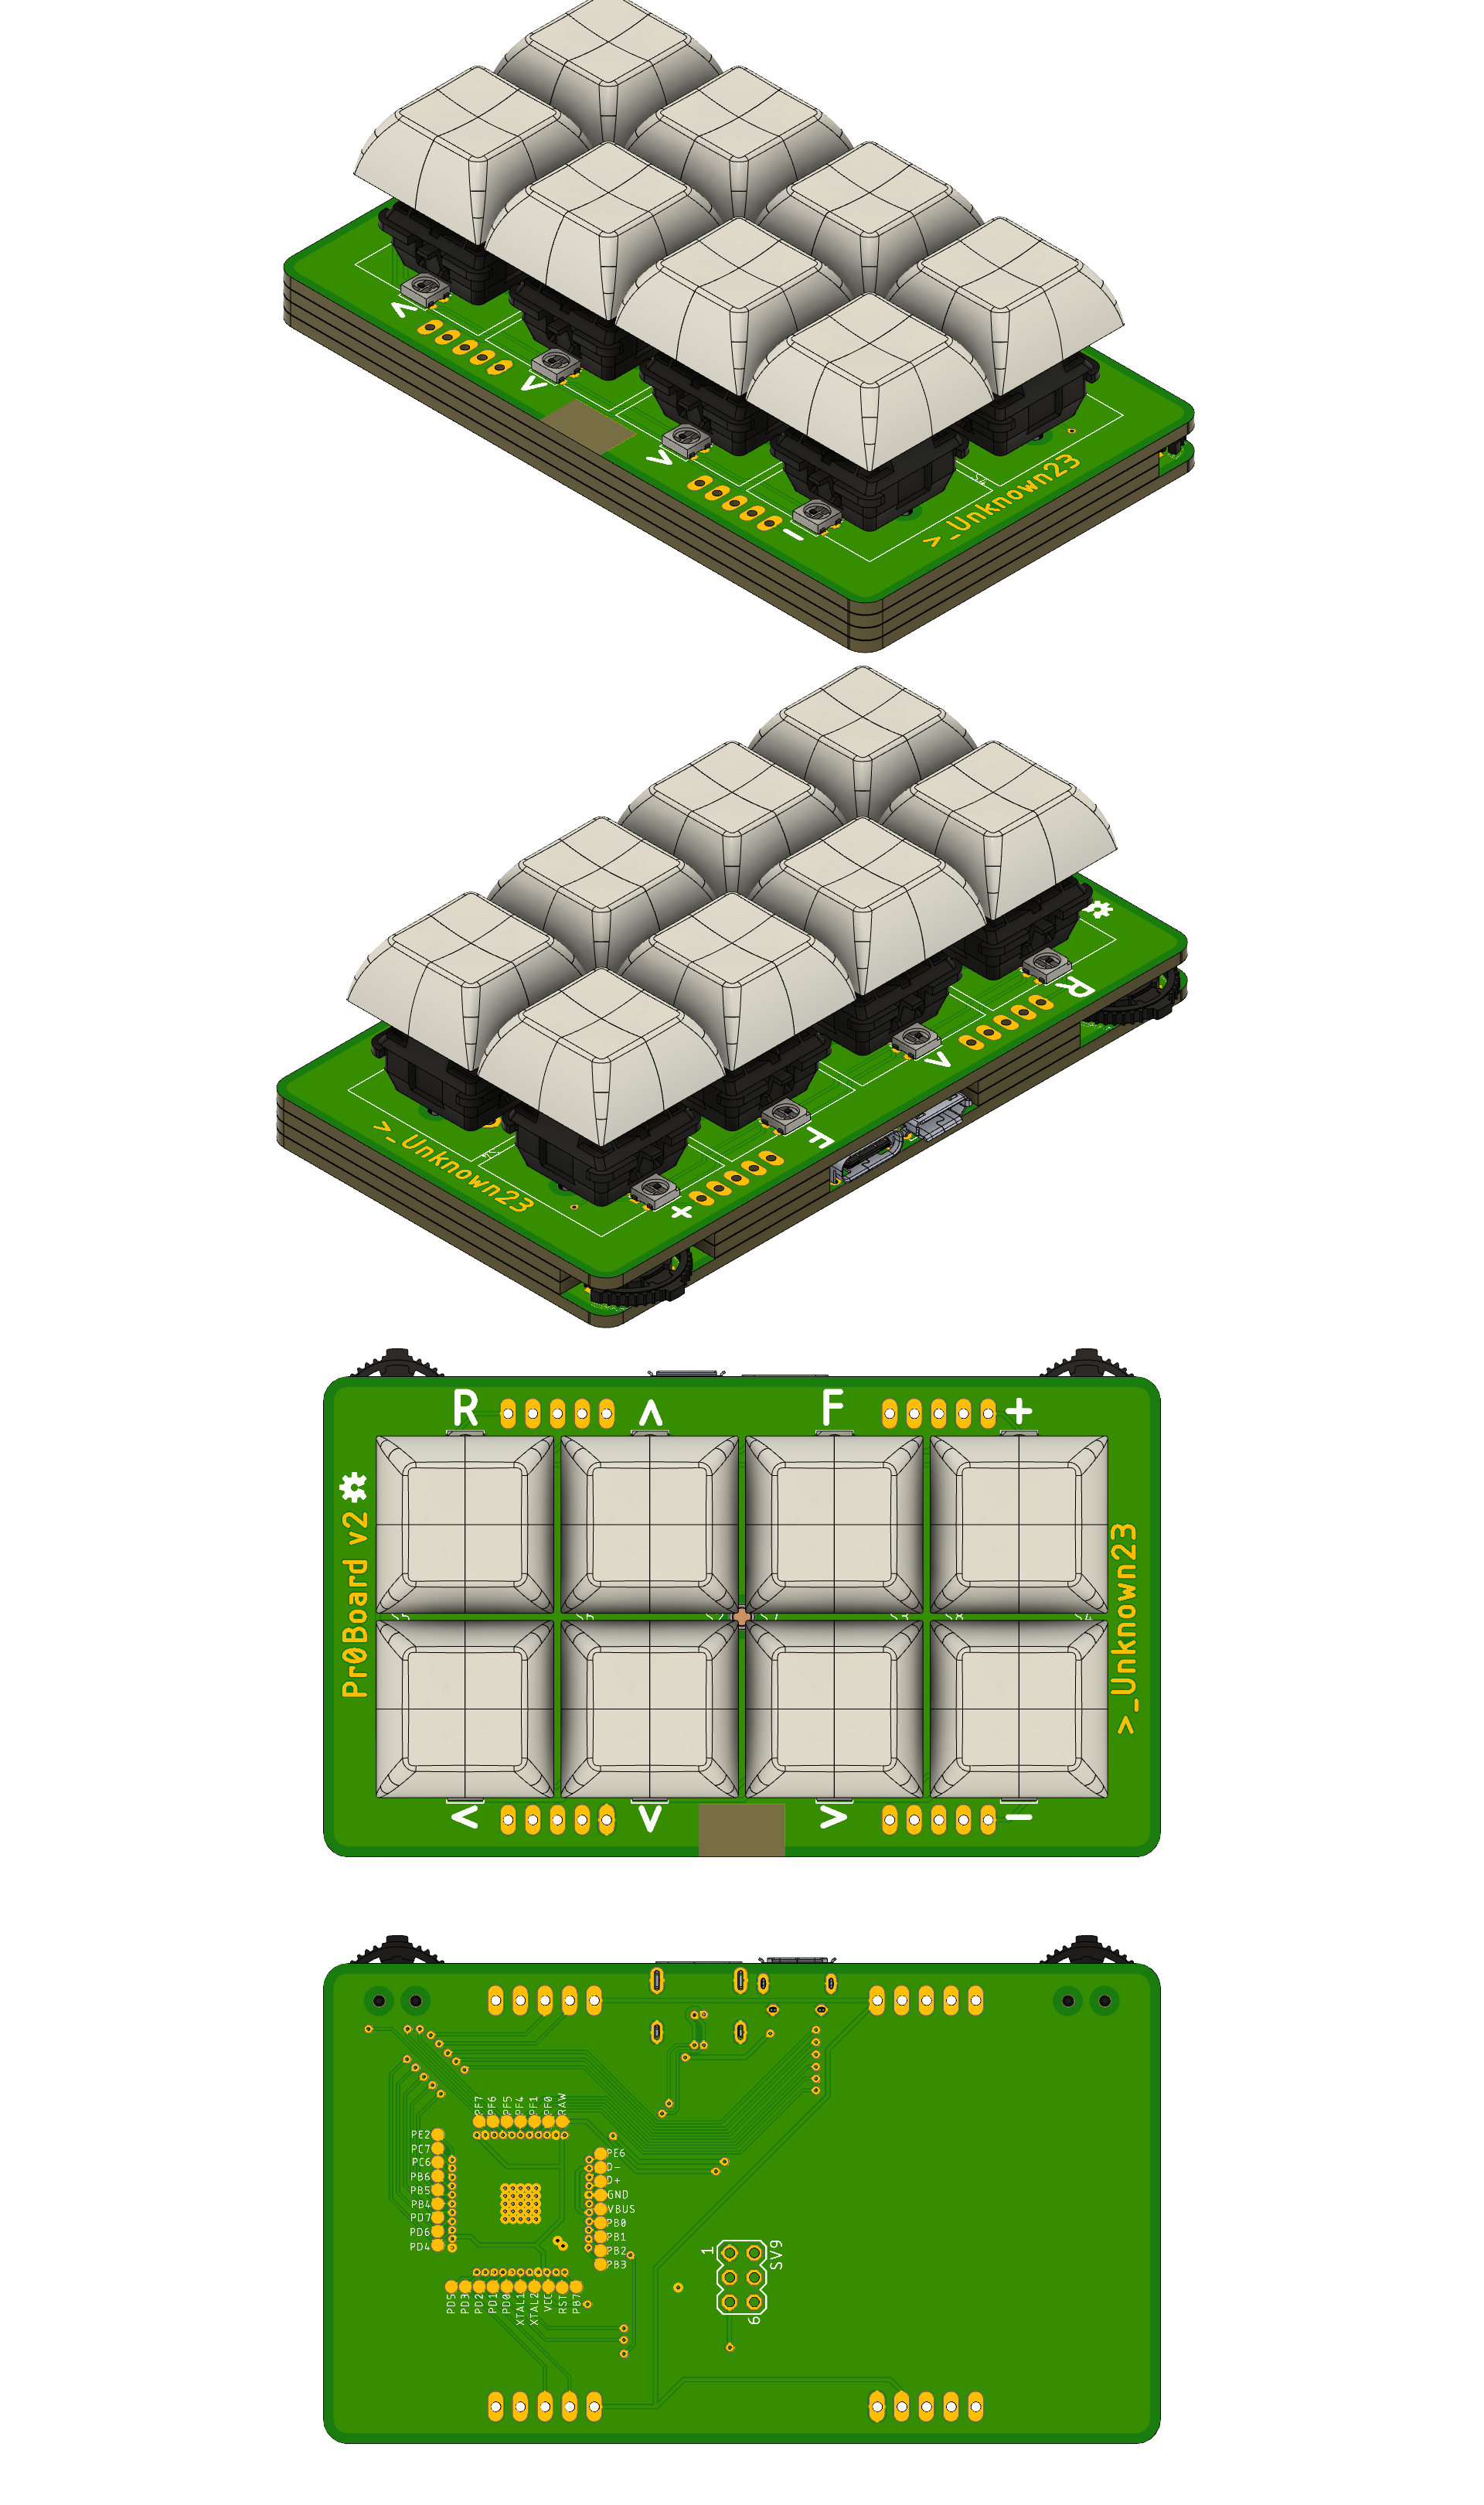 >_Unknown23
>_Unknown23
R
F
+
R
F
+
Pr0Board v2
>_Unknown23
S5
S6
<
>
-
PF7
PF6
PF5
PF4
PF1
PF0
RAW
PE2
PC7
PC6
PB6
PB5
PB4
PD7
PD6
PD4
PE6
D-
D+
GND
VBUS
PB0
PB1
PB2
PB3
PD5
PD3
PD2
PD1
PD0
XTAL1
XTAL2
VCC
RST
PB7
1
SV9
6